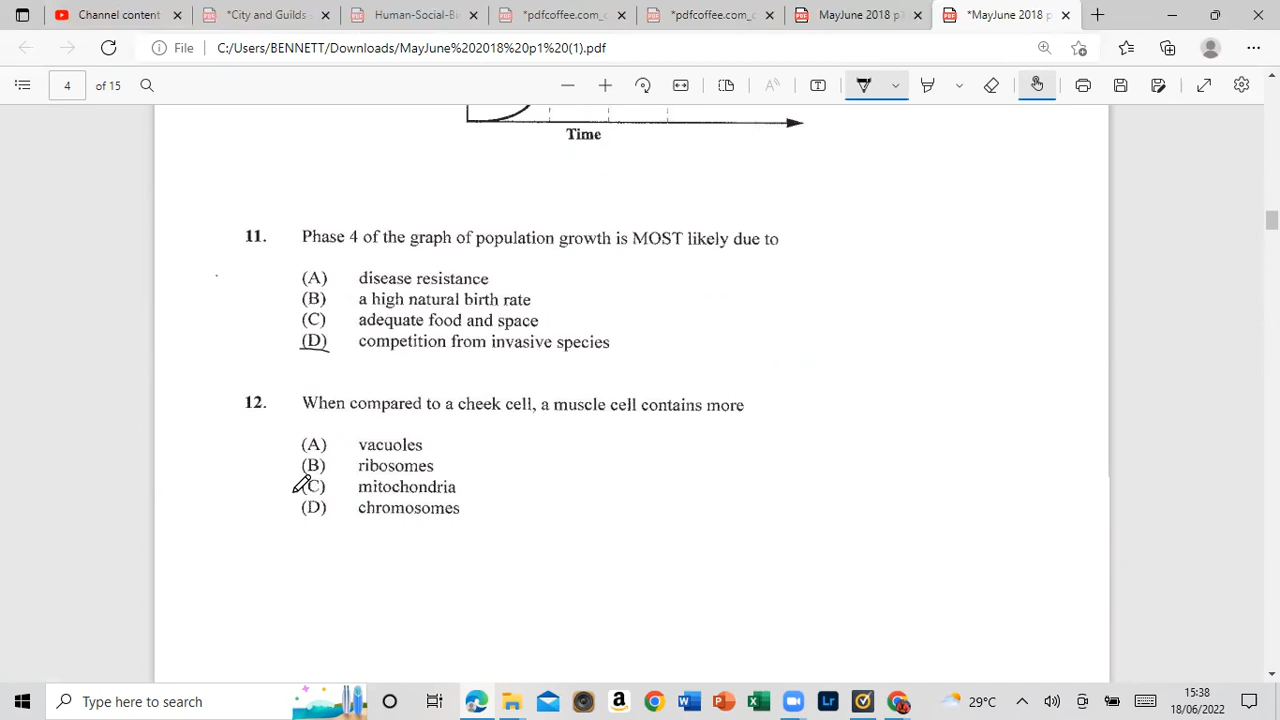 Channel content
*City and Guilds
Human-Social-Bi
*pdfcoffee.com_c
*pdfcoffee.com_c
MayJune 2018 p
*MayJune 2018 p
File
C:/Users/BENNETT/Downloads/MayJune%202018%20p1%20(1).pdf
4 of 15
Time
11. Phase 4 of the graph of population growth is MOST likely due to
(A) disease resistance
(B) a high natural birth rate
(C) adequate food and space
(D) competition from invasive species
12. When compared to a cheek cell, a muscle cell contains more
(A) vacuoles
(B) ribosomes
(C) mitochondria
(D) chromosomes
Type here to search
29°C
15:38
18/06/2022